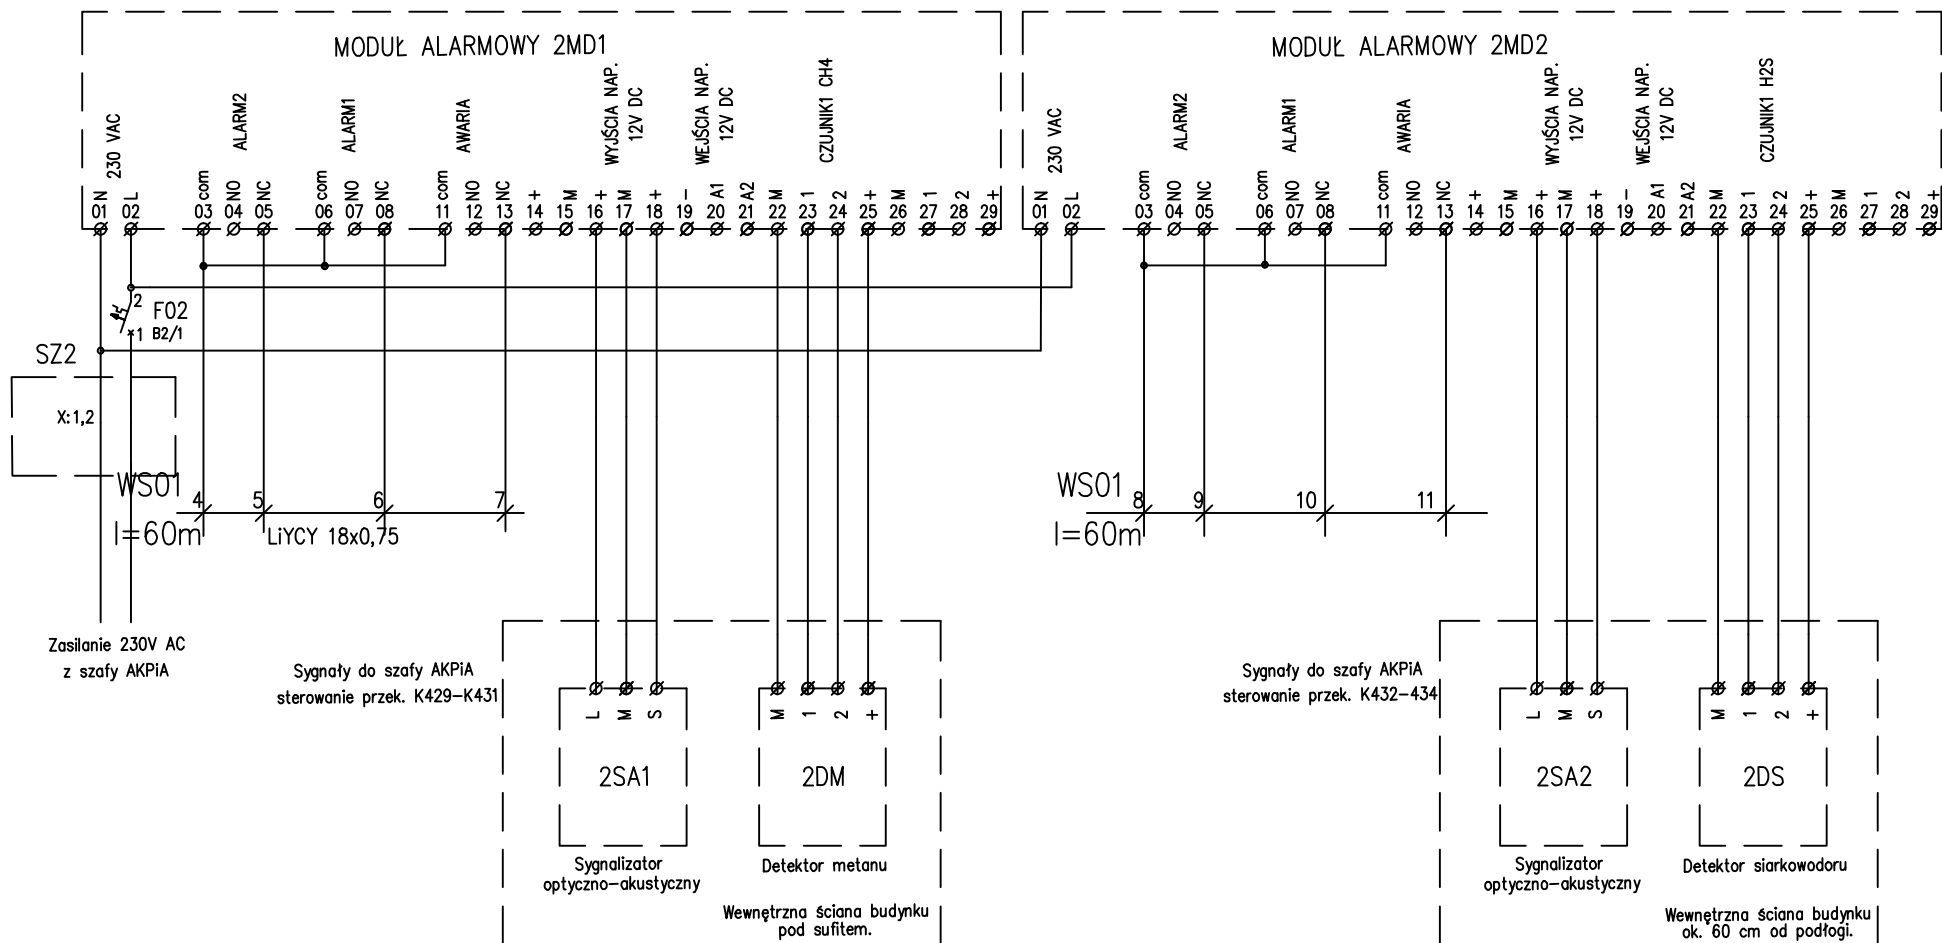 MODUŁ ALARMOWY 2MD1
230 VAC
ALARM2
ALARM1
AWARIA
WYJŚCIA NAP.
12V DC
WEJŚCIA NAP.
12V DC
CZUJNIK1 CH4
01 N
02 L
03 com
04 NO
05 NC
06 com
07 NO
08 NC
11 com
12 NO
13 NC
14 +
15 M
16 +
17 M
18 +
19 -
20 A1
21 A2
22 M
23 1
24 2
25 +
26 M
27 1
28 2
29 +
MODUŁ ALARMOWY 2MD2
230 VAC
ALARM2
ALARM1
AWARIA
WYJŚCIA NAP.
12V DC
WEJŚCIA NAP.
12V DC
CZUJNIK1 H2S
01 N
02 L
03 com
04 NO
05 NC
06 com
07 NO
08 NC
11 com
12 NO
13 NC
14 +
15 M
16 +
17 M
18 +
19 -
20 A1
21 A2
22 M
23 1
24 2
25 +
26 M
27 1
28 2
29 +
2
F02
1 B2/1
SZ2
X:1,2
WS01
4 5 6 7
l=60m
LiYCY 18x0,75
WS01
8 9 10 11
l=60m
Zasilanie 230V AC
z szafy AKPiA
Sygnały do szafy AKPiA
sterowanie przek. K429-K431
L M S
2SA1
Sygnalizator
optyczno-akustyczny
M 1 2 +
2DM
Detektor metanu
Wewnętrzna ściana budynku
pod sufitem.
Sygnały do szafy AKPiA
sterowanie przek. K432-434
L M S
2SA2
Sygnalizator
optyczno-akustyczny
M 1 2 +
2DS
Detektor siarkowodoru
Wewnętrzna ściana budynku
ok. 60 cm od podłogi.